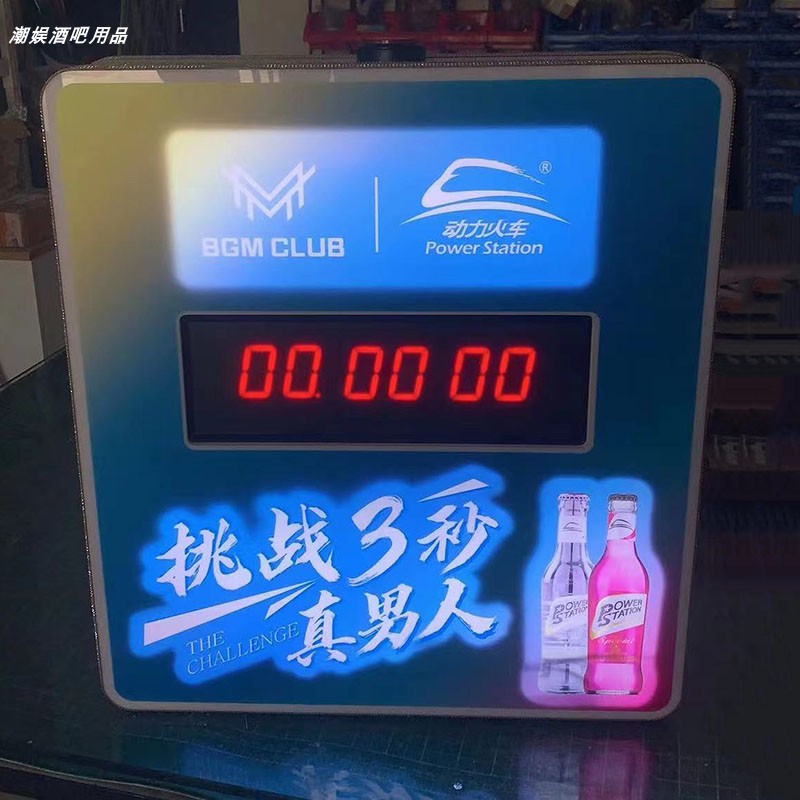 潮娱酒吧用品
BGM CLUB
®
动力火车
Power Station
00.00 00
挑战3秒
真男人
THE
CHALLENGE
POWER
STATION
POWER
STATION
Special